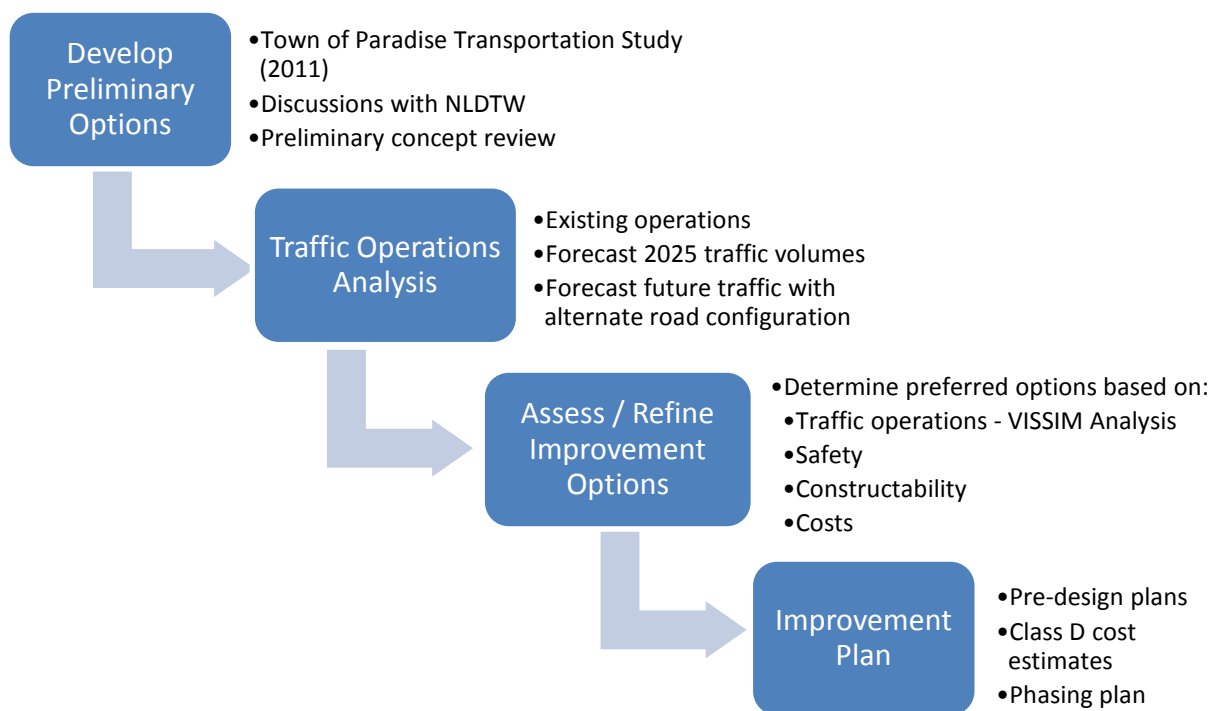 Develop
Preliminary
Options
•Town of Paradise Transportation Study
(2011)
•Discussions with NLDTW
•Preliminary concept review
Traffic Operations
Analysis
•Existing operations
•Forecast 2025 traffic volumes
•Forecast future traffic with
alternate road configuration
Assess / Refine
Improvement
Options
•Determine preferred options based on:
•Traffic operations - VISSIM Analysis
•Safety
•Constructability
•Costs
Improvement
Plan
•Pre-design plans
•Class D cost
estimates
•Phasing plan